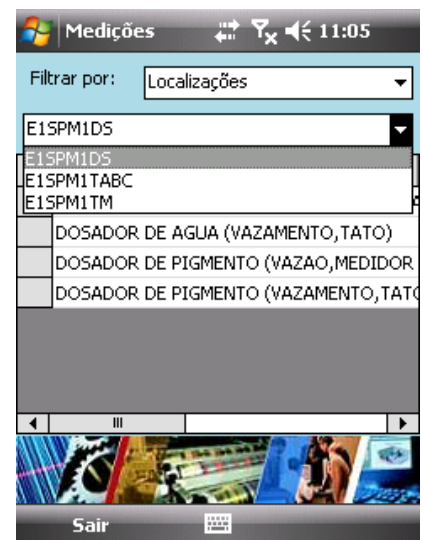 Medições 11:05
Filtrar por: Localizações
E1SPM1DS
E1SPM1DS
E1SPM1TABC
E1SPM1TM
DOSADOR DE AGUA (VAZAMENTO,TATO)
DOSADOR DE PIGMENTO (VAZAO,MEDIDOR
DOSADOR DE PIGMENTO (VAZAMENTO,TATO
Sair